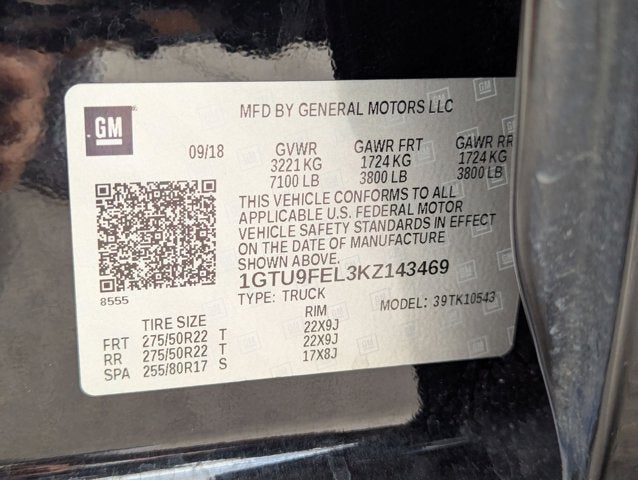 GM
MFD BY GENERAL MOTORS LLC
09/18 GVWR GAWR FRT GAWR RR
3221 KG 1724 KG 1724 KG
7100 LB 3800 LB 3800 LB
THIS VEHICLE CONFORMS TO ALL
APPLICABLE U.S. FEDERAL MOTOR
VEHICLE SAFETY STANDARDS IN EFFECT
ON THE DATE OF MANUFACTURE
SHOWN ABOVE.
8555
1GTU9FEL3KZ143469
TYPE: TRUCK MODEL: 39TK10543
TIRE SIZE RIM
FRT 275/50R22 T 22X9J
RR 275/50R22 T 22X9J
SPA 255/80R17 S 17X8J